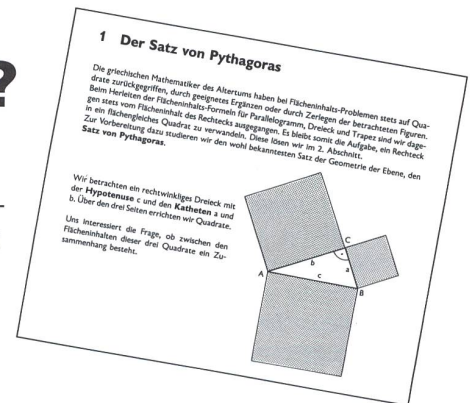 ?
1 Der Satz von Pythagoras
Die griechischen Mathematiker des Altertums haben bei Flächeninhalts-Problemen stets auf Qua-
drate zurückgegriffen, durch geeignetes Ergänzen oder durch Zerlegen der betrachteten Figuren.
Beim Herleiten der Flächeninhalts-Formeln für Parallelogramm, Dreieck und Trapez sind wir dage-
gen stets vom Flächeninhalt des Rechtecks ausgegangen. Es bleibt somit die Aufgabe, ein Rechteck
in ein flächengleiches Quadrat zu verwandeln. Diese lösen wir im 2. Abschnitt.
Zur Vorbereitung dazu studieren wir den wohl bekanntesten Satz der Geometrie der Ebene, den
Satz von Pythagoras.
Wir betrachten ein rechtwinkliges Dreieck mit
der Hypotenuse c und den Katheten a und
b. Über den drei Seiten errichten wir Quadrate.
Uns interessiert die Frage, ob zwischen den
Flächeninhalten dieser drei Quadrate ein Zu-
sammenhang besteht.
C
b
a
A
c
B